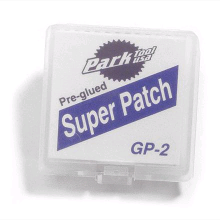 Park Tool usa
Pre-glued
Super Patch
GP-2